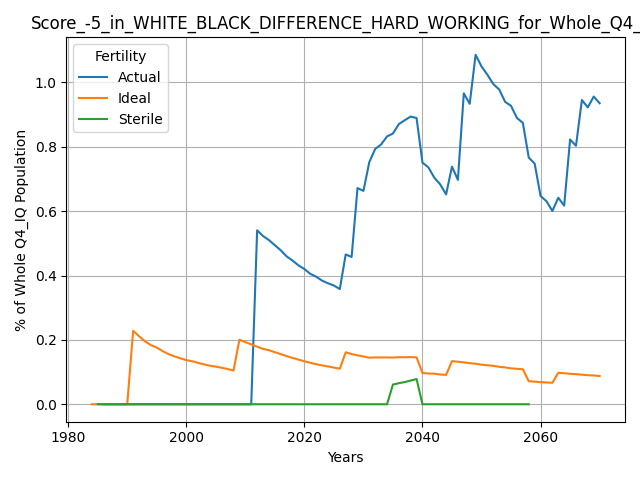 Score_-5_in_WHITE_BLACK_DIFFERENCE_HARD_WORKING_for_Whole_Q4_
Fertility
Actual
Ideal
Sterile
% of Whole Q4_IQ Population
1.0
0.8
0.6
0.4
0.2
0.0
1980
2000
2020
2040
2060
Years